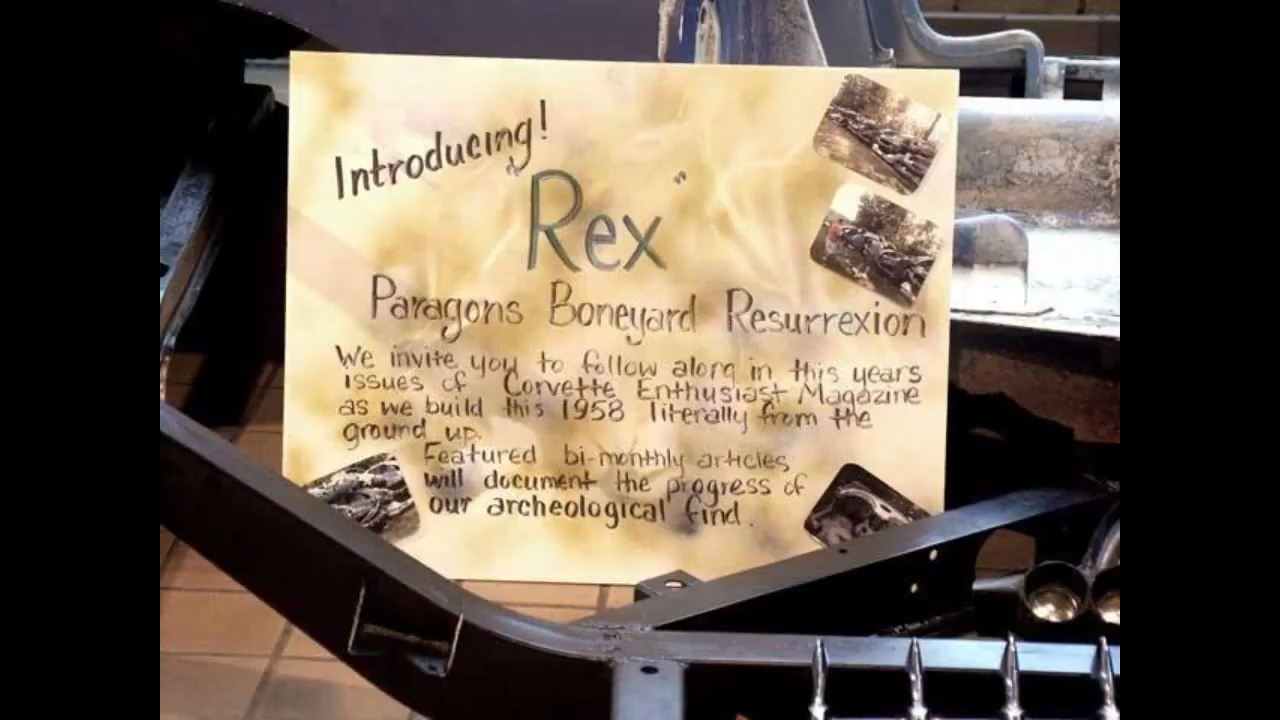 Introducing!
"Rex"
Paragons Boneyard Resurrexion
We invite you to follow along in this years
issues of Corvette Enthusiast Magazine
as we build this 1958 literally from the
ground up.
Featured bi-monthly articles
will document the progress of
our archeological find.